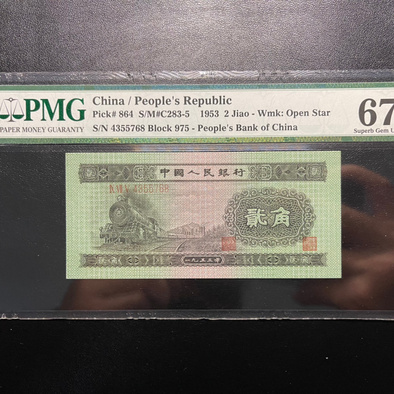 PMG
PAPER MONEY GUARANTY
China / People's Republic
Pick# 864 S/M#C283-5 1953 2 Jiao - Wmk: Open Star
S/N 4355768 Block 975 - People's Bank of China
67
Superb Gem U
中國人民銀行
4355768
貳角
一九五三年